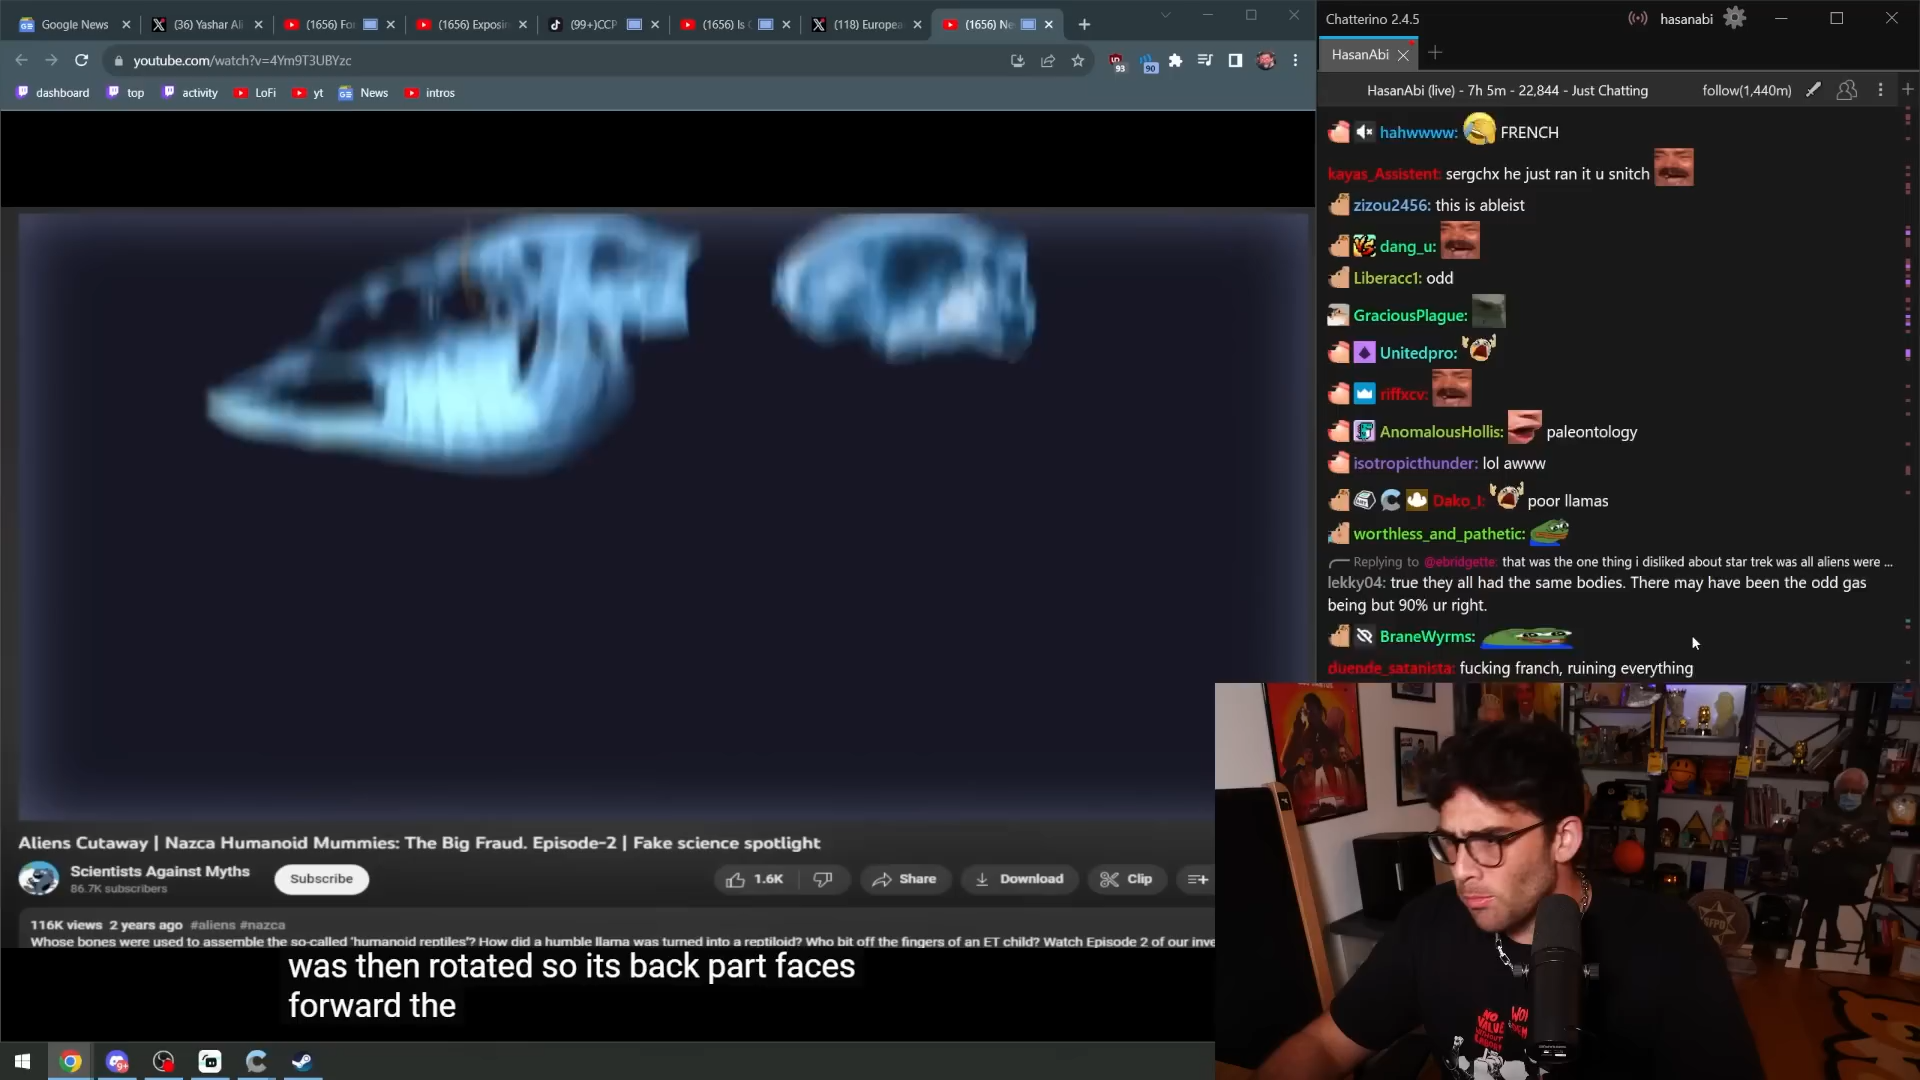 Google News
(36) Yashar Ali
(1656) For
(1656) Exposin
(99+)CCP
(1656) Is C
(118) Europea
(1656) Ne
youtube.com/watch?v=4Ym9T3UBYzc
93
90
dashboard
top
activity
LoFi
yt
News
intros
Aliens Cutaway | Nazca Humanoid Mummies: The Big Fraud. Episode-2 | Fake science spotlight
Scientists Against Myths
86.7K subscribers
Subscribe
1.6K
Share
Download
Clip
116K views 2 years ago #aliens #nazca
Whose bones were used to assemble the so-called 'humanoid reptiles'? How did a humble llama was turned into a reptiloid? Who bit off the fingers of an ET child? Watch Episode 2 of our inve
was then rotated so its back part faces
forward the
9+
Chatterino 2.4.5
hasanabi
HasanAbi
HasanAbi (live) - 7h 5m - 22,844 - Just Chatting
follow(1,440m)
hahwwww: FRENCH
kayas_Assistent: sergchx he just ran it u snitch
zizou2456: this is ableist
dang_u:
Liberacc1: odd
GraciousPlague:
Unitedpro:
riffxcv:
AnomalousHollis: paleontology
isotropicthunder: lol awww
Dako_I: poor llamas
worthless_and_pathetic:
Replying to @ebridgette: that was the one thing i disliked about star trek was all aliens were ...
lekky04: true they all had the same bodies. There may have been the odd gas
being but 90% ur right.
BraneWyrms:
duende_satanista: fucking franch, ruining everything
NO
VALUE
WITHOUT
LABOR!